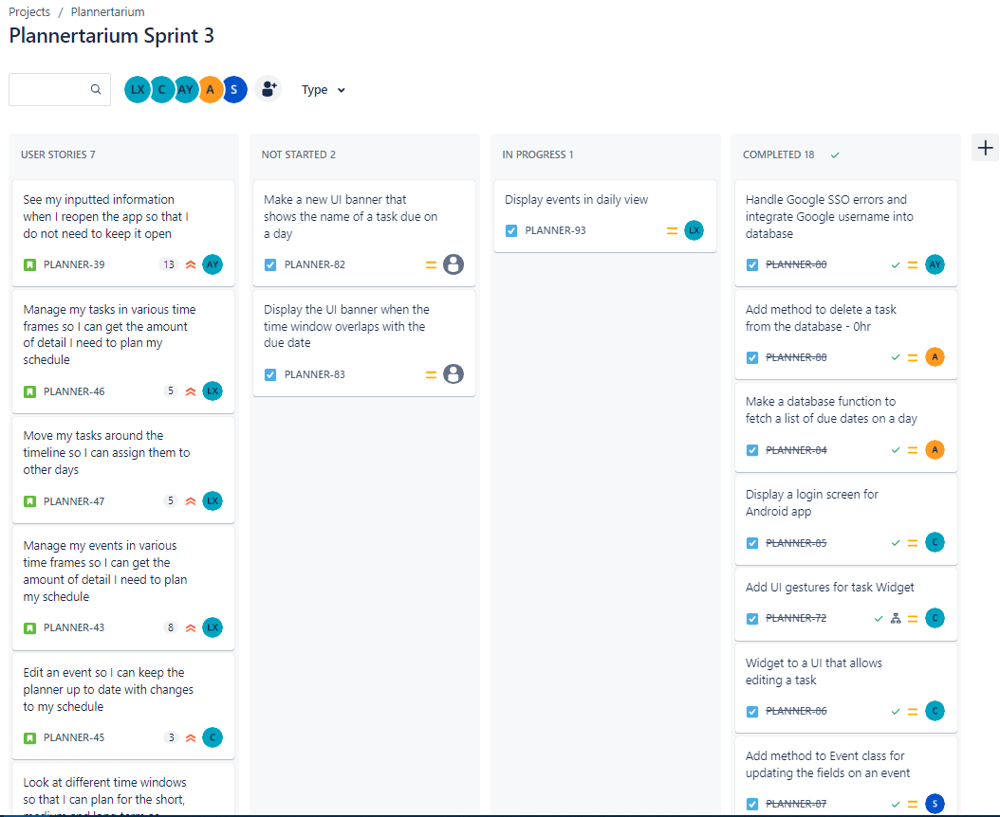 Projects / Plannertarium
Plannertarium Sprint 3
LX C AY A S Type
USER STORIES 7
See my inputted information
when I reopen the app so that I
do not need to keep it open
PLANNER-39 13 AY
Manage my tasks in various time
frames so I can get the amount
of detail I need to plan my
schedule
PLANNER-46 5 LX
Move my tasks around the
timeline so I can assign them to
other days
PLANNER-47 5 LX
Manage my events in various
time frames so I can get the
amount of detail I need to plan
my schedule
PLANNER-43 8 LX
Edit an event so I can keep the
planner up to date with changes
to my schedule
PLANNER-45 3 C
Look at different time windows
so that I can plan for the short,
medium and long term as
NOT STARTED 2
Make a new UI banner that
shows the name of a task due on
a day
PLANNER-82
Display the UI banner when the
time window overlaps with the
due date
PLANNER-83
IN PROGRESS 1
Display events in daily view
PLANNER-93 LX
COMPLETED 18
Handle Google SSO errors and
integrate Google username into
database
PLANNER-80 AY
Add method to delete a task
from the database - 0hr
PLANNER-88 A
Make a database function to
fetch a list of due dates on a day
PLANNER-84 A
Display a login screen for
Android app
PLANNER-85 C
Add UI gestures for task Widget
PLANNER-72 C
Widget to a UI that allows
editing a task
PLANNER-86 C
Add method to Event class for
updating the fields on an event
PLANNER-87 S